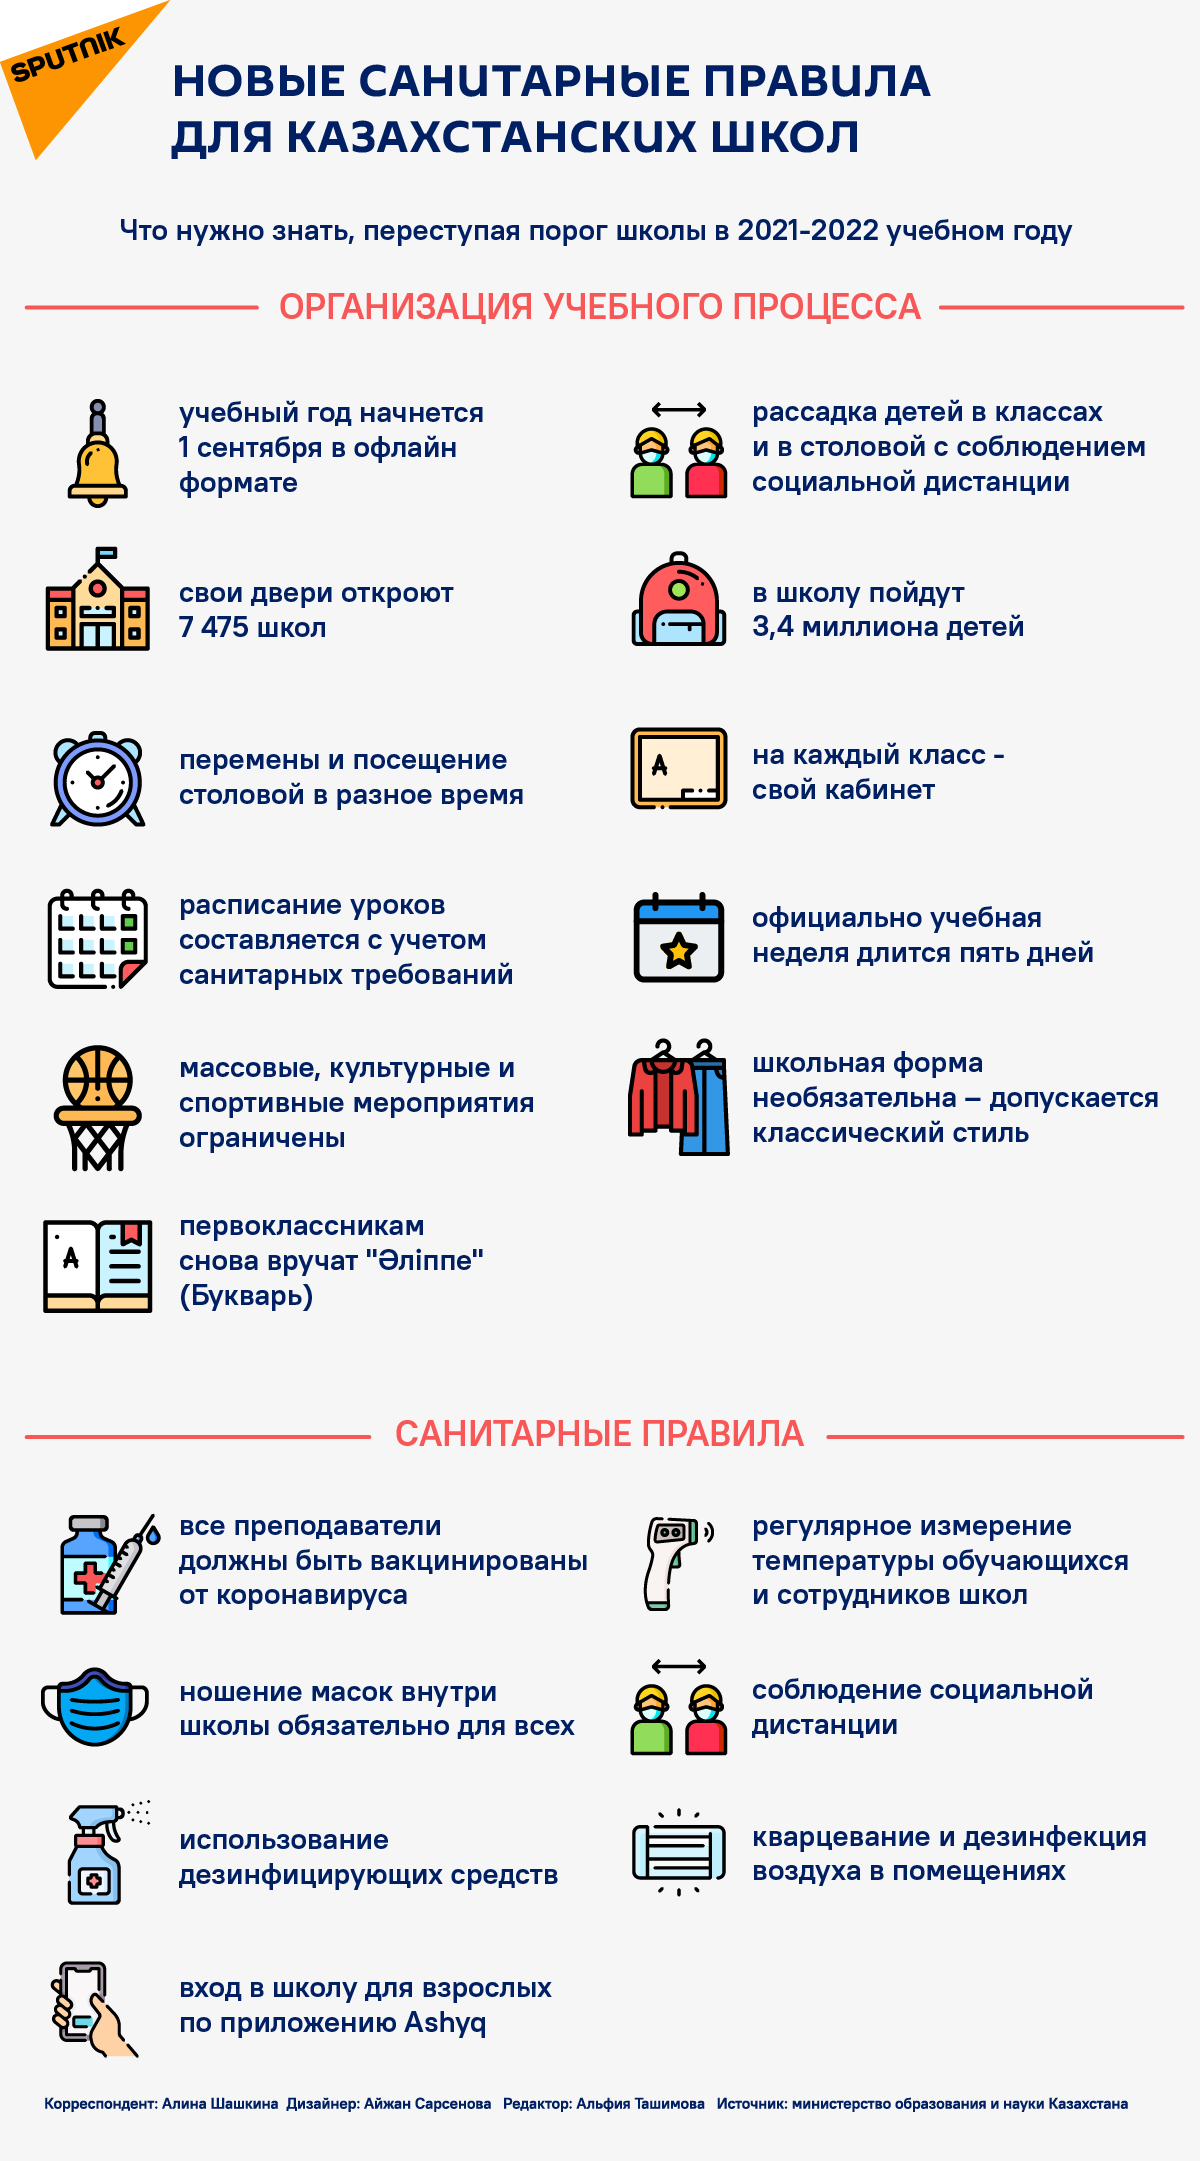 SPUTNIK
НОВЫЕ САНИТАРНЫЕ ПРАВИЛА
ДЛЯ КАЗАХСТАНСКИХ ШКОЛ
Что нужно знать, переступая порог школы в 2021-2022 учебном году
ОРГАНИЗАЦИЯ УЧЕБНОГО ПРОЦЕССА
учебный год начнется
1 сентября в офлайн
формате
рассадка детей в классах
и в столовой с соблюдением
социальной дистанции
свои двери откроют
7 475 школ
в школу пойдут
3,4 миллиона детей
перемены и посещение
столовой в разное время
A
на каждый класс -
свой кабинет
расписание уроков
составляется с учетом
санитарных требований
официально учебная
неделя длится пять дней
массовые, культурные и
спортивные мероприятия
ограничены
школьная форма
необязательна – допускается
классический стиль
A
первоклассникам
снова вручат "Әліппе"
(Букварь)
САНИТАРНЫЕ ПРАВИЛА
все преподаватели
должны быть вакцинированы
от коронавируса
регулярное измерение
температуры обучающихся
и сотрудников школ
ношение масок внутри
школы обязательно для всех
соблюдение социальной
дистанции
использование
дезинфицирующих средств
кварцевание и дезинфекция
воздуха в помещениях
вход в школу для взрослых
по приложению Ashyq
Корреспондент: Алина Шашкина Дизайнер: Айжан Сарсенова Редактор: Альфия Ташимова Источник: министерство образования и науки Казахстана